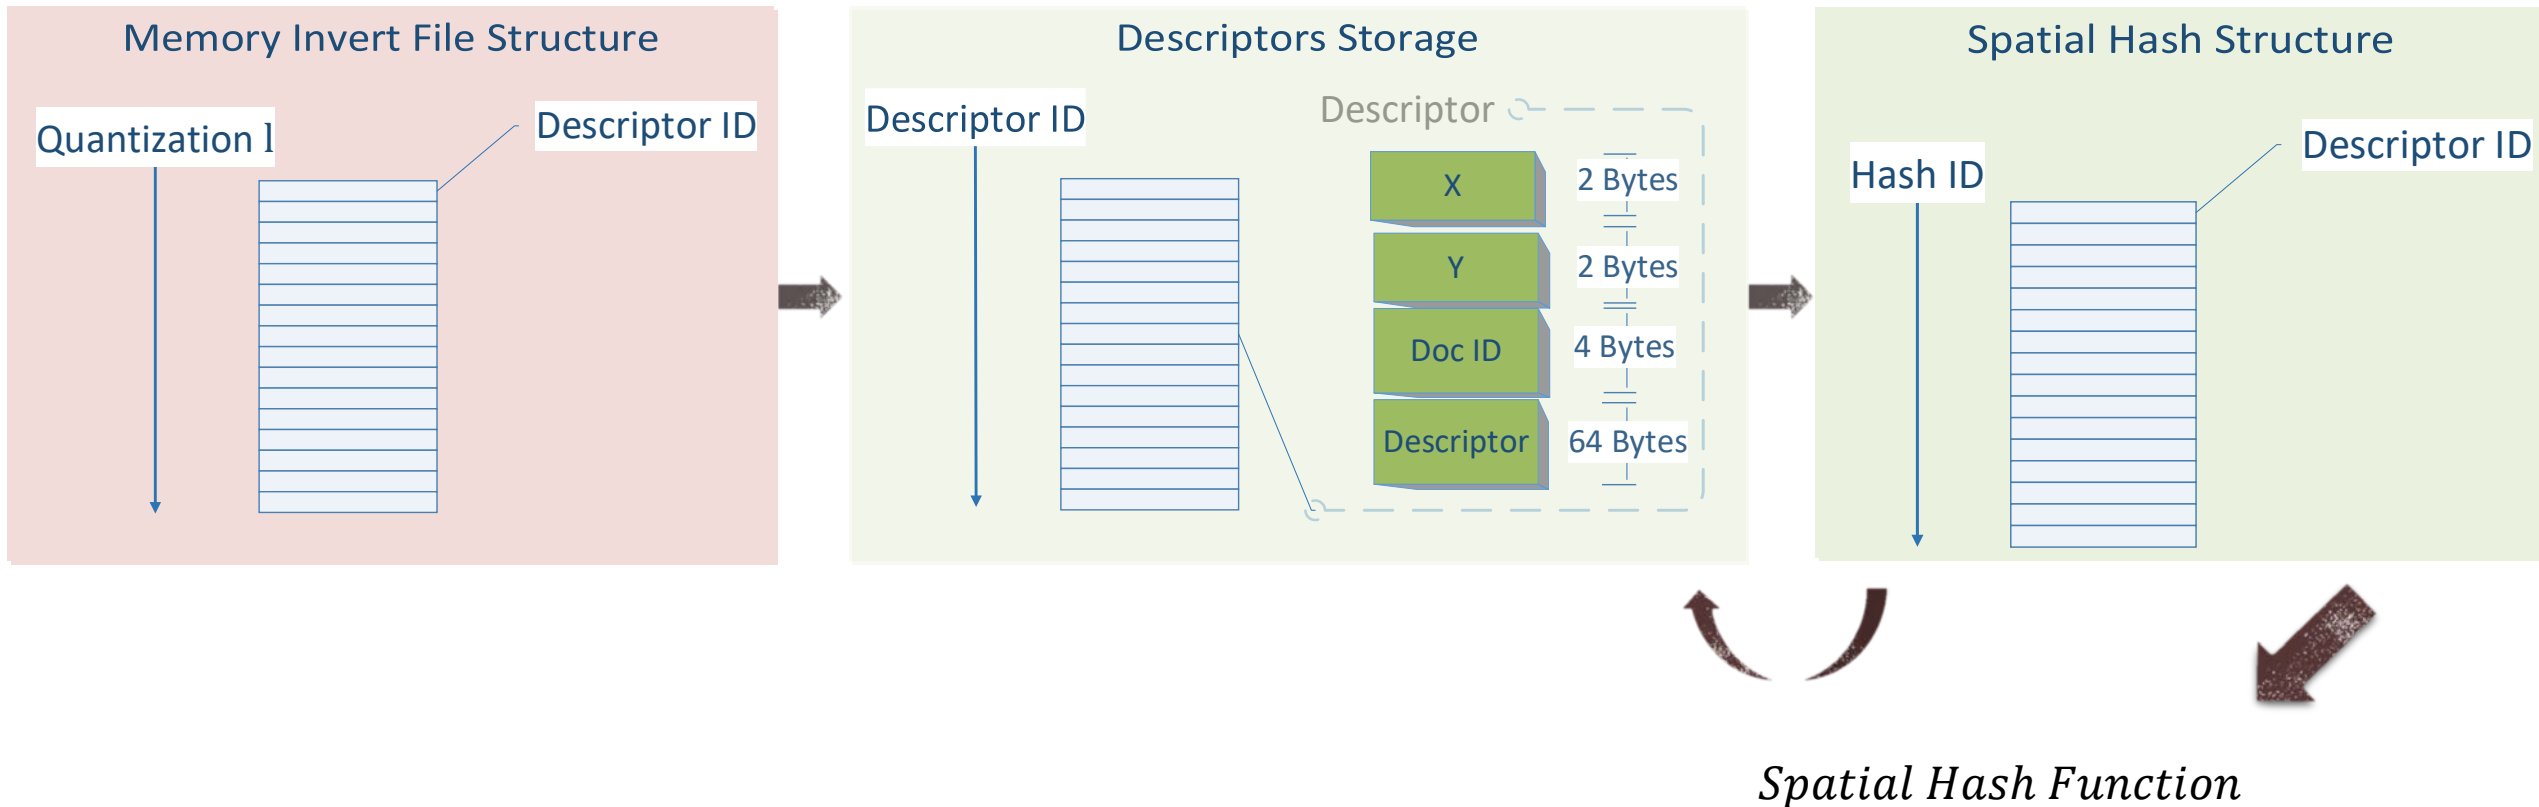 Memory Invert File Structure
Quantization l
Descriptor ID
Descriptors Storage
Descriptor ID
Descriptor
X
2 Bytes
Y
2 Bytes
Doc ID
4 Bytes
Descriptor
64 Bytes
Spatial Hash Structure
Hash ID
Descriptor ID
Spatial Hash Function